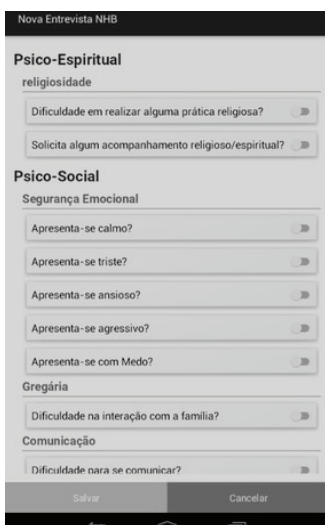 Nova Entrevista NHB
Psico-Espiritual
religiosidade
Dificuldade em realizar alguma prática religiosa?
Solicita algum acompanhamento religioso/espiritual?
Psico-Social
Segurança Emocional
Apresenta-se calmo?
Apresenta-se triste?
Apresenta-se ansioso?
Apresenta-se agressivo?
Apresenta-se com Medo?
Gregária
Dificuldade na interação com a família?
Comunicação
Dificuldade para se comunicar?
Salvar
Cancelar